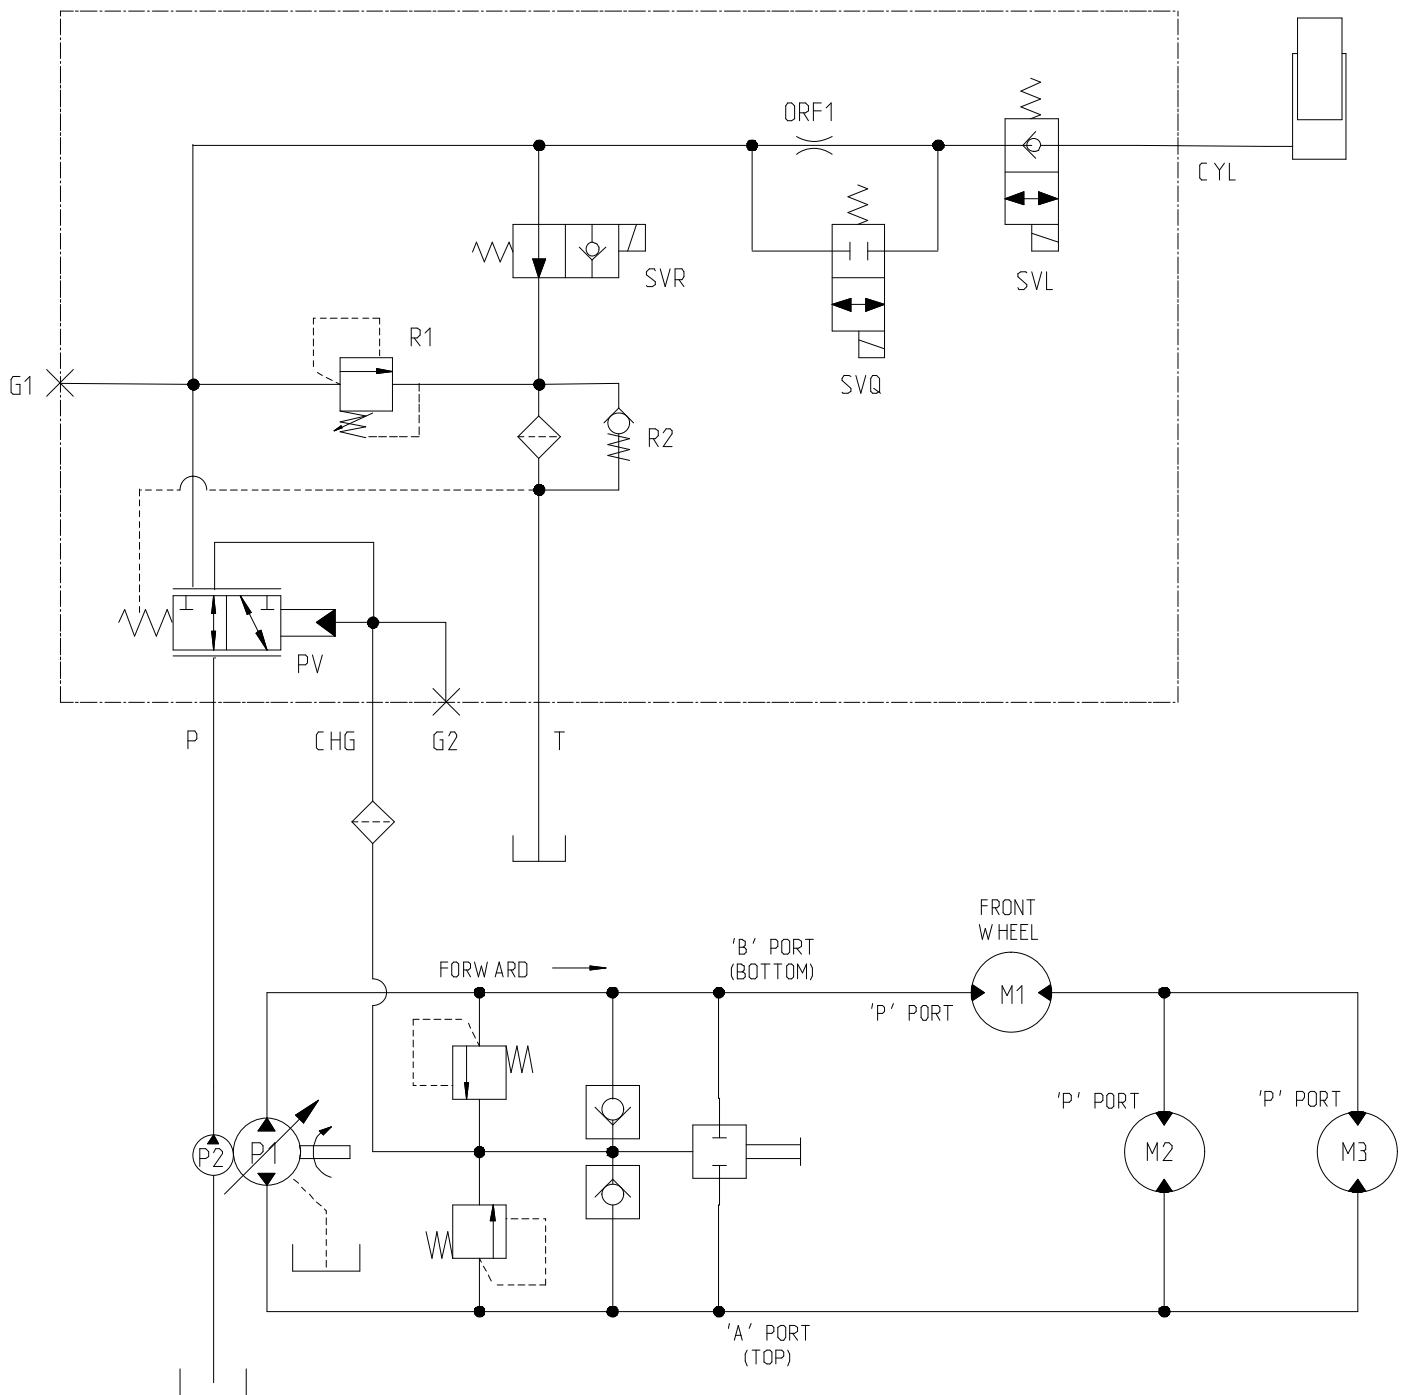 ORF1
CYL
SVR
SVL
R1
G1
SVQ
R2
PV
P
CHG
G2
T
FRONT
WHEEL
'B' PORT
(BOTTOM)
FORWARD
M1
'P' PORT
'P' PORT
'P' PORT
P2
P1
M2
M3
'A' PORT
(TOP)